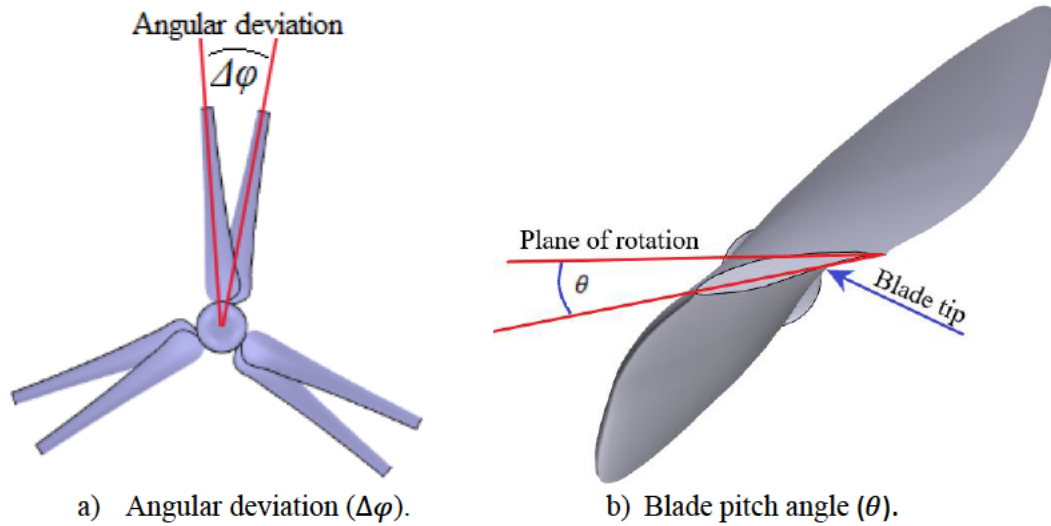 Angular deviation
Δφ
Plane of rotation
θ
Blade tip
a) Angular deviation (Δφ).
b) Blade pitch angle (θ).